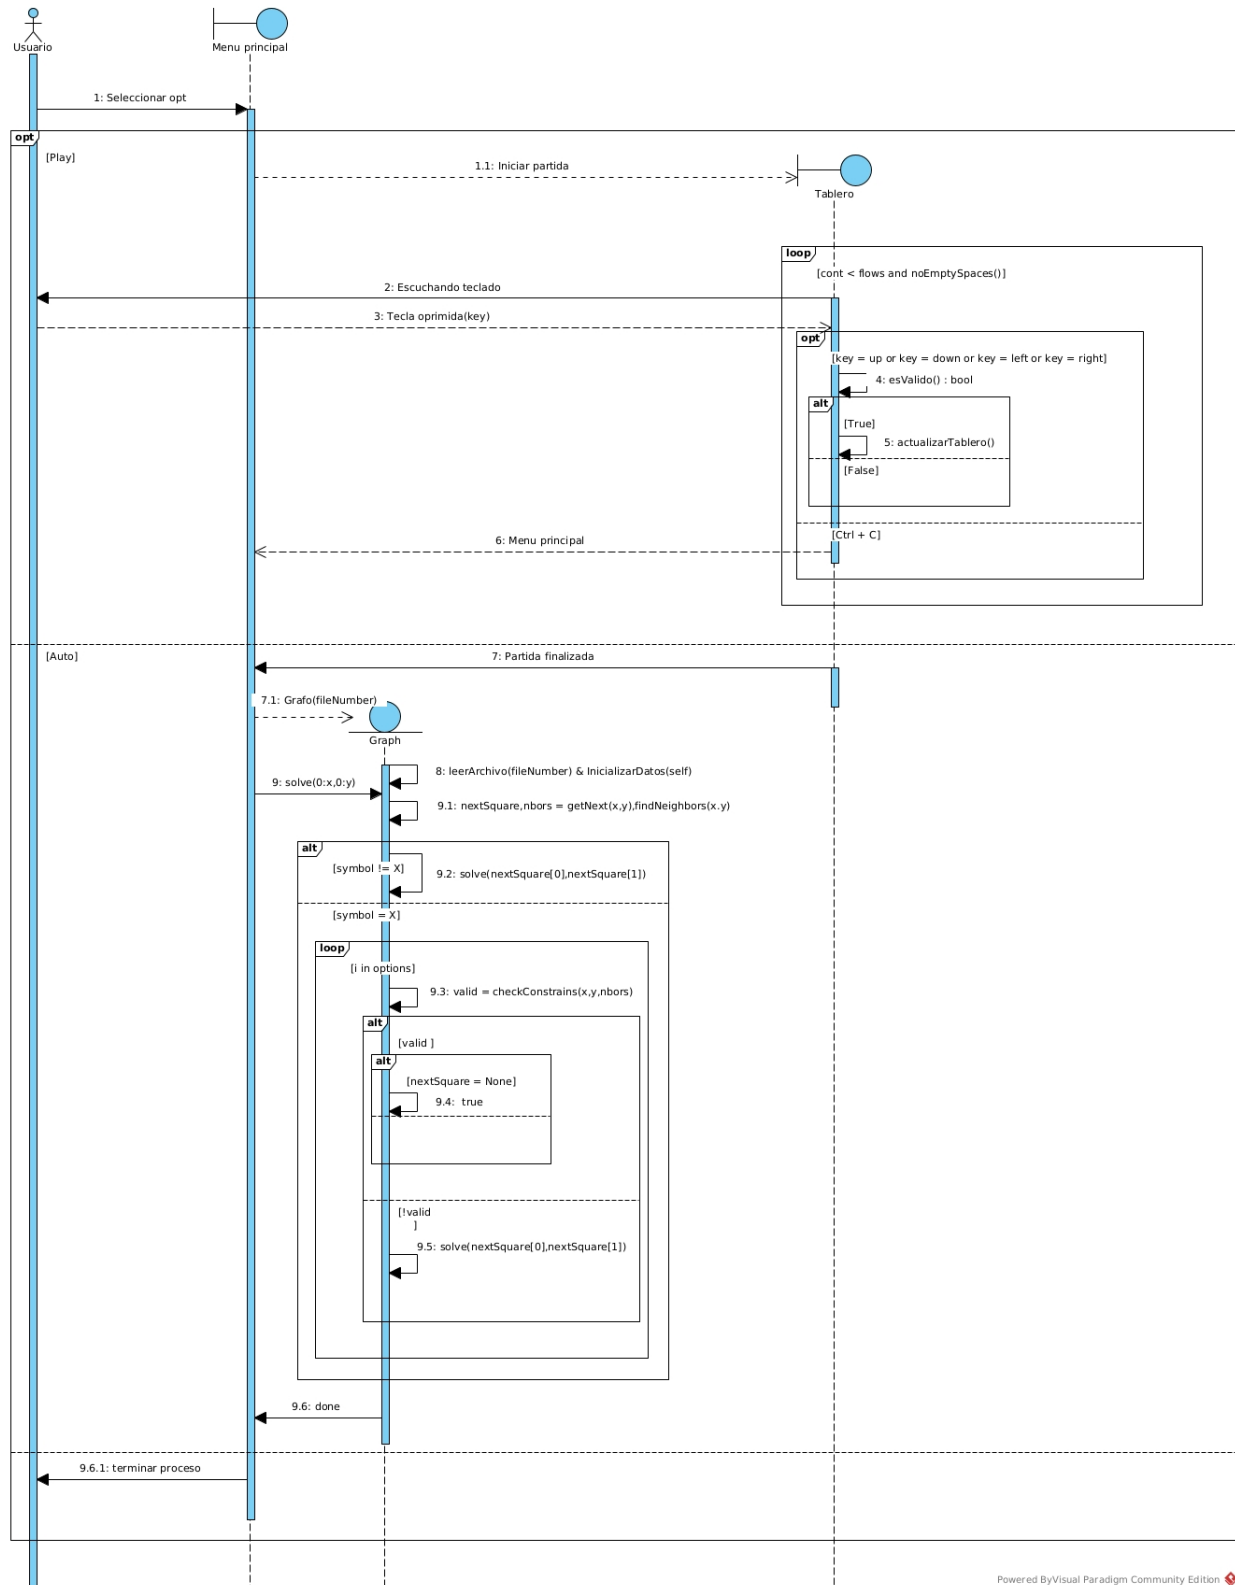 Usuario
Menu principal
1: Seleccionar opt
opt
[Play]
1.1: Iniciar partida
Tablero
loop
[cont < flows and noEmptySpaces()]
2: Escuchando teclado
3: Tecla oprimida(key)
opt
[key = up or key = down or key = left or key = right]
4: esValido() : bool
alt
[True]
5: actualizarTablero()
[False]
[Ctrl + C]
6: Menu principal
[Auto]
7: Partida finalizada
7.1: Grafo(fileNumber)
Graph
8: leerArchivo(fileNumber) & InicializarDatos(self)
9: solve(0:x,0:y)
9.1: nextSquare,nbors = getNext(x,y),findNeighbors(x.y)
alt
[symbol != X]
9.2: solve(nextSquare[0],nextSquare[1])
[symbol = X]
loop
[i in options]
9.3: valid = checkConstrains(x,y,nbors)
alt
[valid ]
alt
[nextSquare = None]
9.4:  true
[!valid
]
9.5: solve(nextSquare[0],nextSquare[1])
9.6: done
9.6.1: terminar proceso
Powered ByVisual Paradigm Community Edition